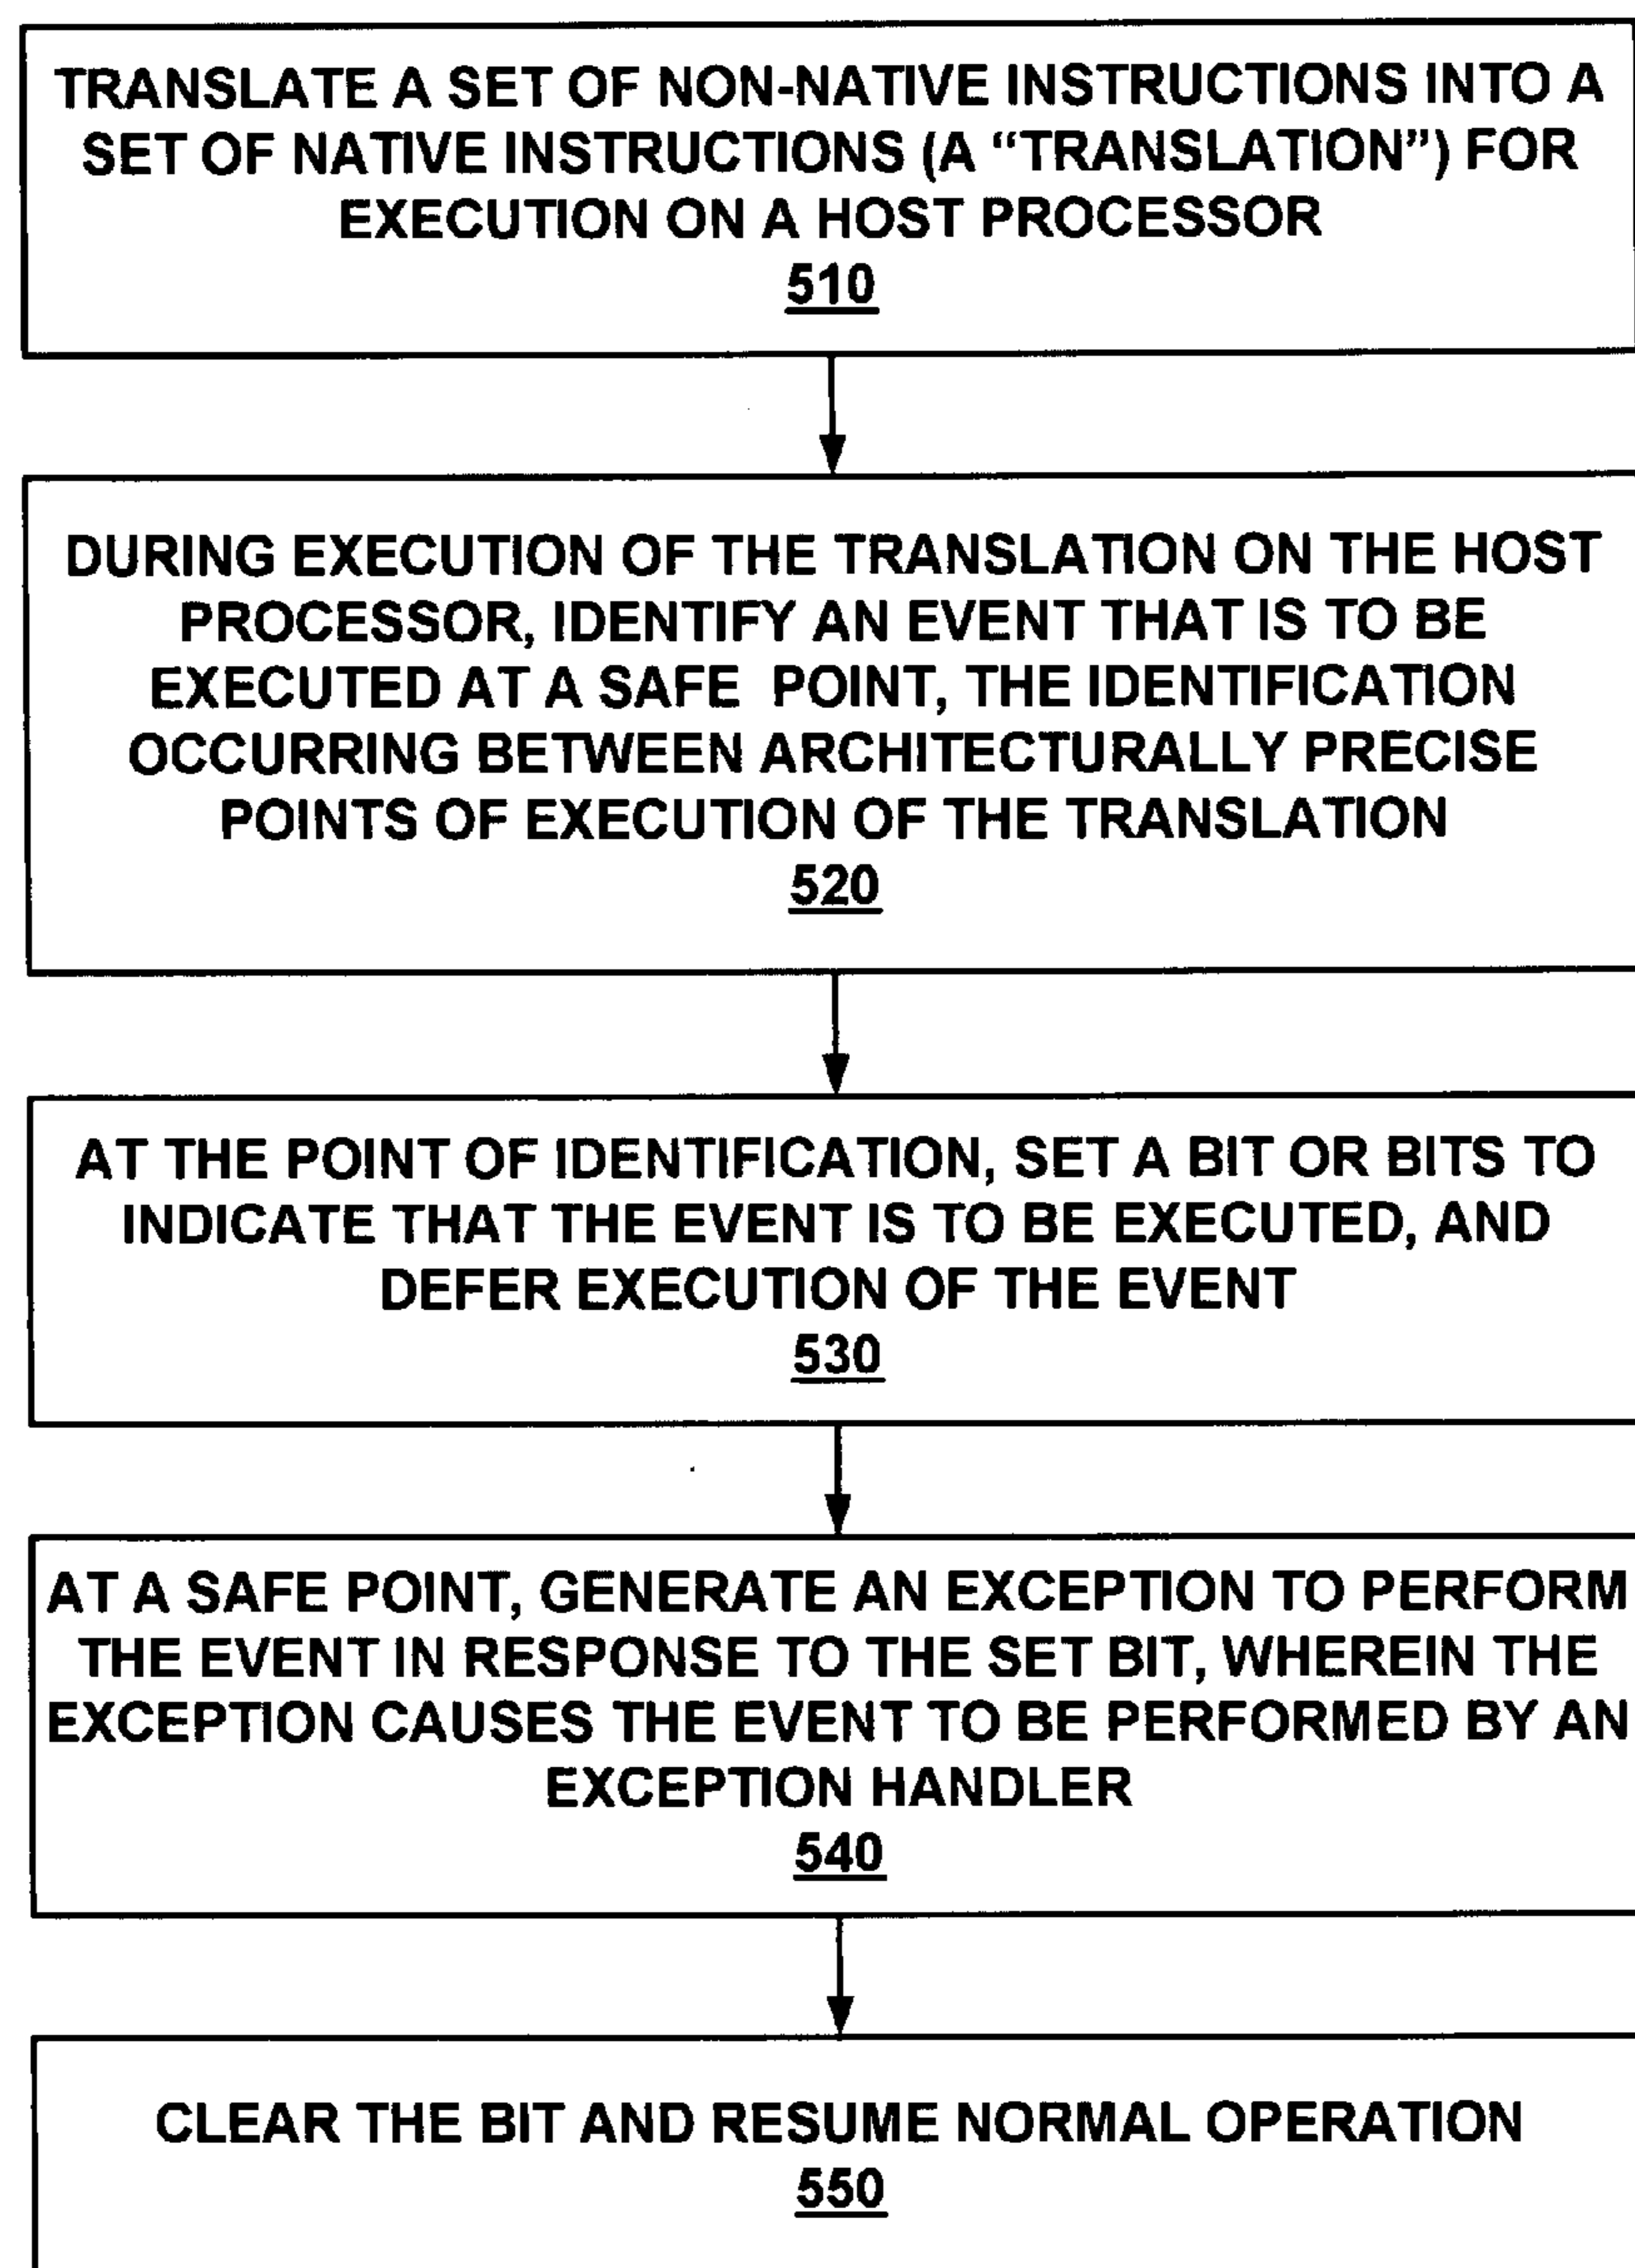 TRANSLATE A SET OF NON-NATIVE INSTRUCTIONS INTO A
SET OF NATIVE INSTRUCTIONS (A “TRANSLATION”) FOR
EXECUTION ON A HOST PROCESSOR
510
DURING EXECUTION OF THE TRANSLATION ON THE HOST
PROCESSOR, IDENTIFY AN EVENT THAT IS TO BE
EXECUTED AT A SAFE POINT, THE IDENTIFICATION
OCCURRING BETWEEN ARCHITECTURALLY PRECISE
POINTS OF EXECUTION OF THE TRANSLATION
520
AT THE POINT OF IDENTIFICATION, SET A BIT OR BITS TO
INDICATE THAT THE EVENT IS TO BE EXECUTED, AND
DEFER EXECUTION OF THE EVENT
530
AT A SAFE POINT, GENERATE AN EXCEPTION TO PERFORM
THE EVENT IN RESPONSE TO THE SET BIT, WHEREIN THE
EXCEPTION CAUSES THE EVENT TO BE PERFORMED BY AN
EXCEPTION HANDLER
540
CLEAR THE BIT AND RESUME NORMAL OPERATION
550